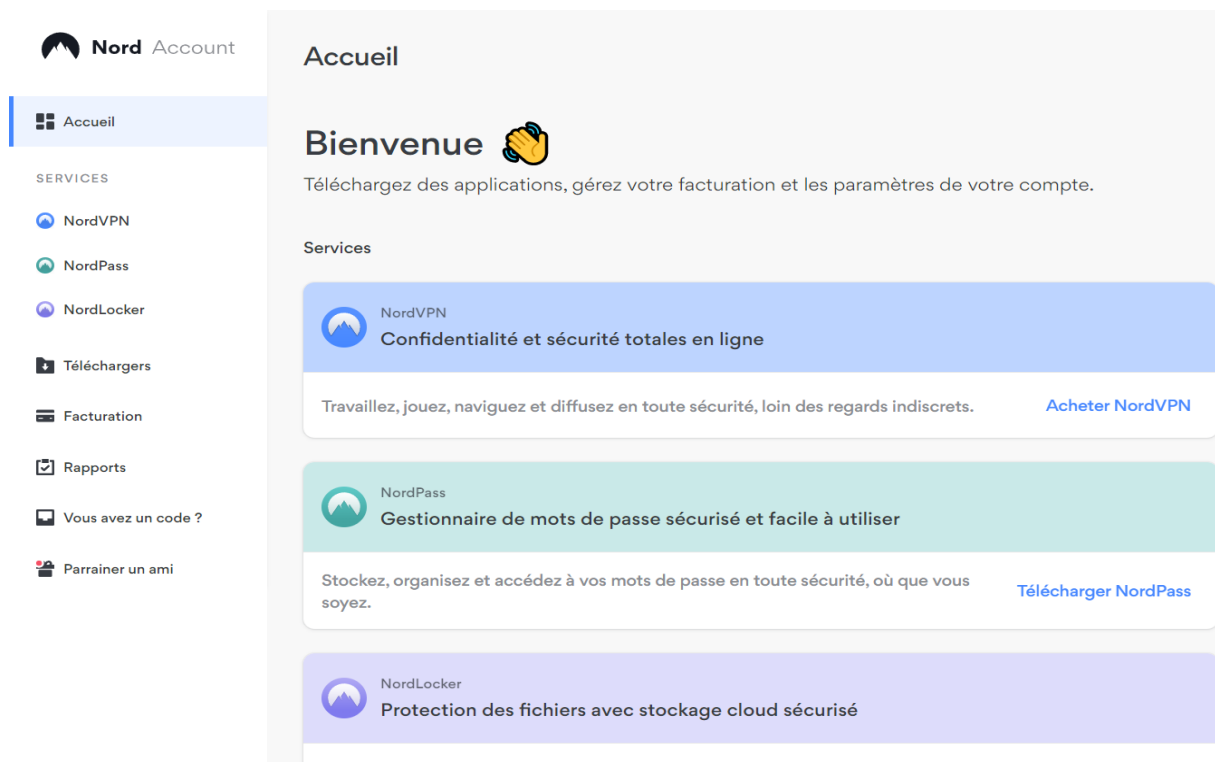 Nord Account
Accueil
SERVICES
NordVPN
NordPass
NordLocker
Téléchargers
Facturation
Rapports
Vous avez un code ?
Parrainer un ami
Accueil
Bienvenue
Téléchargez des applications, gérez votre facturation et les paramètres de votre compte.
Services
NordVPN
Confidentialité et sécurité totales en ligne
Travaillez, jouez, naviguez et diffusez en toute sécurité, loin des regards indiscrets.
Acheter NordVPN
NordPass
Gestionnaire de mots de passe sécurisé et facile à utiliser
Stockez, organisez et accédez à vos mots de passe en toute sécurité, où que vous
soyez.
Télécharger NordPass
NordLocker
Protection des fichiers avec stockage cloud sécurisé